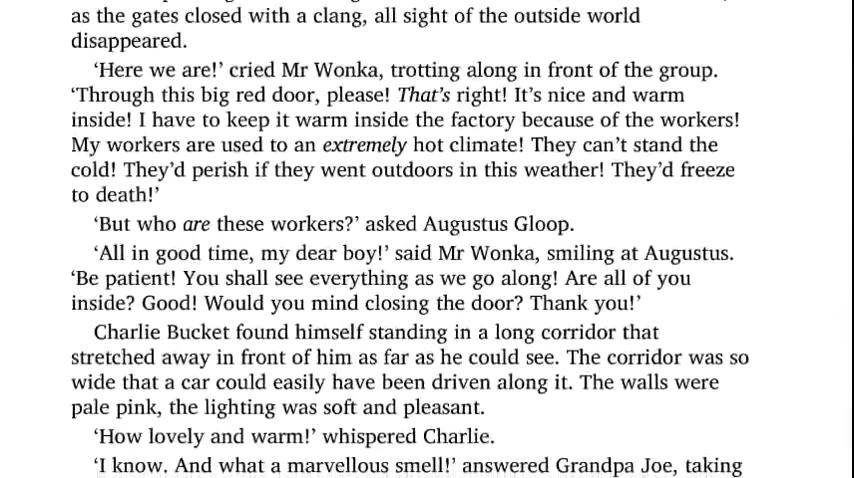 as the gates closed with a clang, all sight of the outside world
disappeared.
‘Here we are!’ cried Mr Wonka, trotting along in front of the group.
‘Through this big red door, please! That’s right! It’s nice and warm
inside! I have to keep it warm inside the factory because of the workers!
My workers are used to an extremely hot climate! They can’t stand the
cold! They’d perish if they went outdoors in this weather! They’d freeze
to death!’
‘But who are these workers?’ asked Augustus Gloop.
‘All in good time, my dear boy!’ said Mr Wonka, smiling at Augustus.
‘Be patient! You shall see everything as we go along! Are all of you
inside? Good! Would you mind closing the door? Thank you!’
Charlie Bucket found himself standing in a long corridor that
stretched away in front of him as far as he could see. The corridor was so
wide that a car could easily have been driven along it. The walls were
pale pink, the lighting was soft and pleasant.
‘How lovely and warm!’ whispered Charlie.
‘I know. And what a marvellous smell!’ answered Grandpa Joe, taking